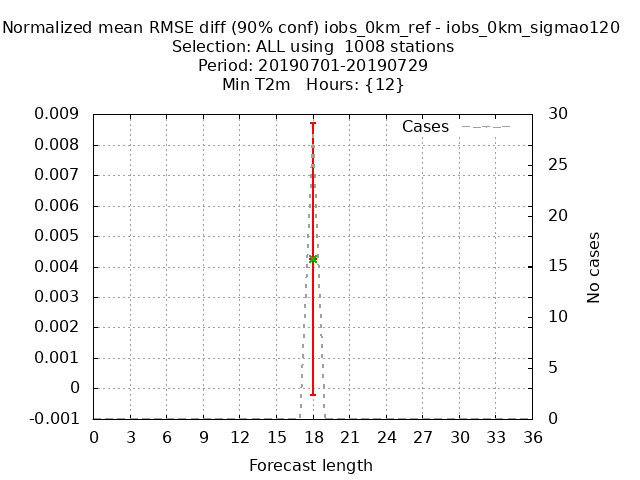 Normalized mean RMSE diff (90% conf) iobs_0km_ref - iobs_0km_sigmao120
Selection: ALL using  1008 stations
Period: 20190701-20190729
Min T2m   Hours: {12}
0.009
0.008
0.007
0.006
0.005
0.004
0.003
0.002
0.001
0
-0.001
Cases
30
25
20
15
10
5
0
No cases
0 3 6 9 12 15 18 21 24 27 30 33 36
Forecast length